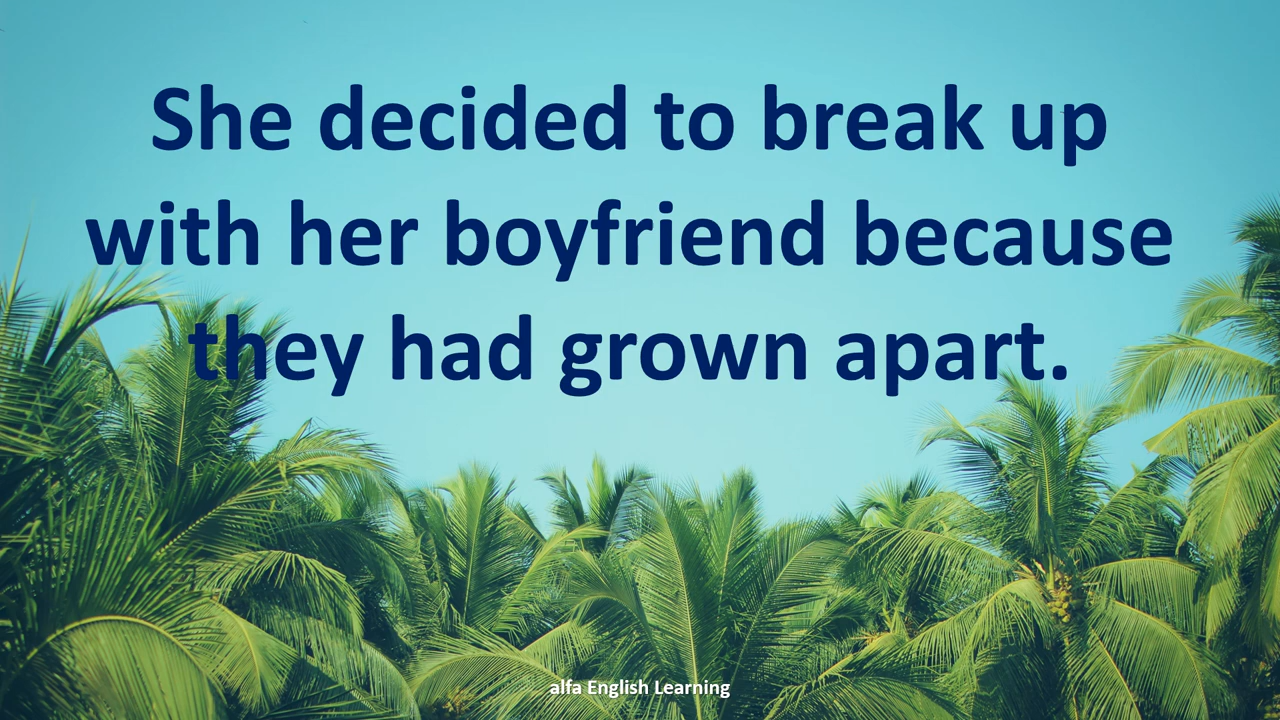 She decided to break up
with her boyfriend because
they had grown apart.
alfa English Learning